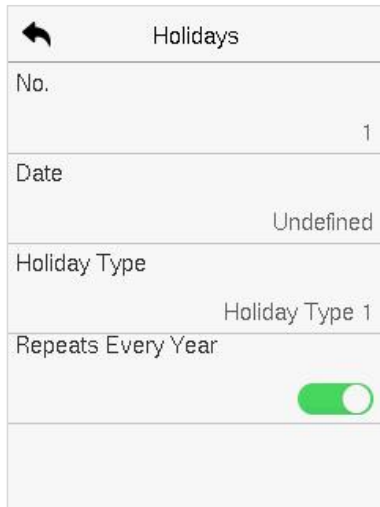 Holidays
No.
1
Date
Undefined
Holiday Type
Holiday Type 1
Repeats Every Year